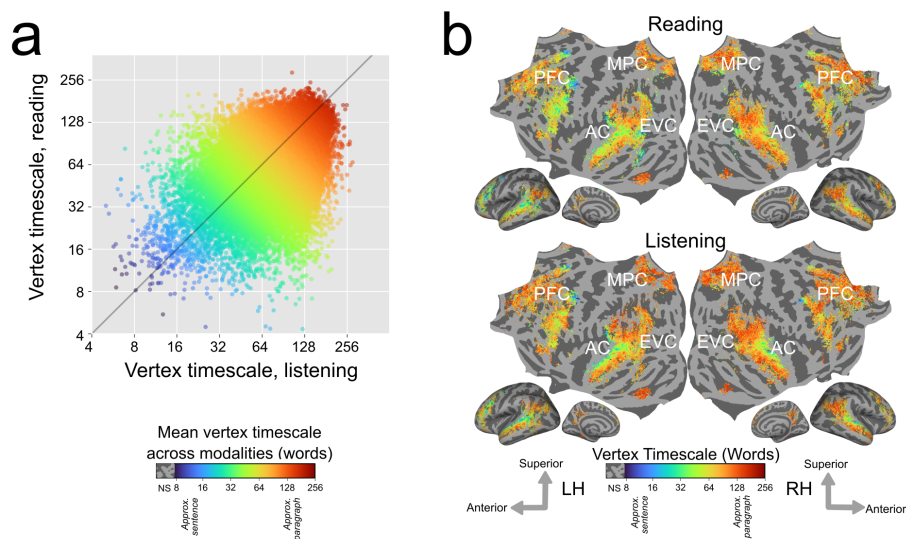 a
Vertex timescale, reading
256
128
64
32
16
8
4
4 8 16 32 64 128 256
Vertex timescale, listening
Mean vertex timescale
across modalities (words)
NS 8 16 32 64 128 256
Approx.
sentence
Approx.
paragraph
b
Reading
PFC MPC MPC PFC
AC EVC EVC AC
Listening
PFC MPC MPC PFC
AC EVC EVC AC
Vertex Timescale (Words)
NS 8 16 32 64 128 256
Approx.
sentence
Approx.
paragraph
Superior
LH
Anterior
Superior
RH
Anterior